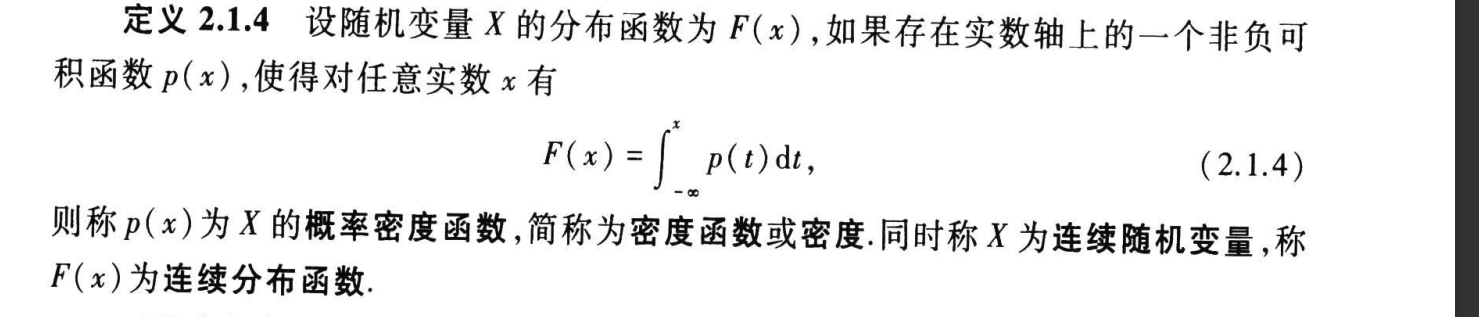 定义 2.1.4 设随机变量 X 的分布函数为 F(x),如果存在实数轴上的一个非负可
积函数 p(x),使得对任意实数 x 有
F(x) = ∫_{-∞}^{x} p(t)dt, (2.1.4)
则称 p(x)为 X 的概率密度函数,简称为密度函数或密度.同时称 X 为连续随机变量,称
F(x)为连续分布函数.